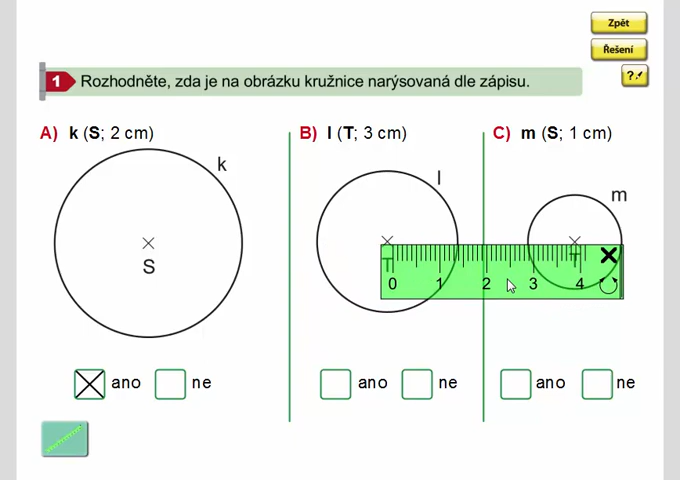 Zpět
Řešení
?
1 Rozhodněte, zda je na obrázku kružnice narýsovaná dle zápisu.
A) k (S; 2 cm)
B) l (T; 3 cm)
C) m (S; 1 cm)
k
l
m
S
T
T
0 1 2 3 4
ano ne
ano ne
ano ne